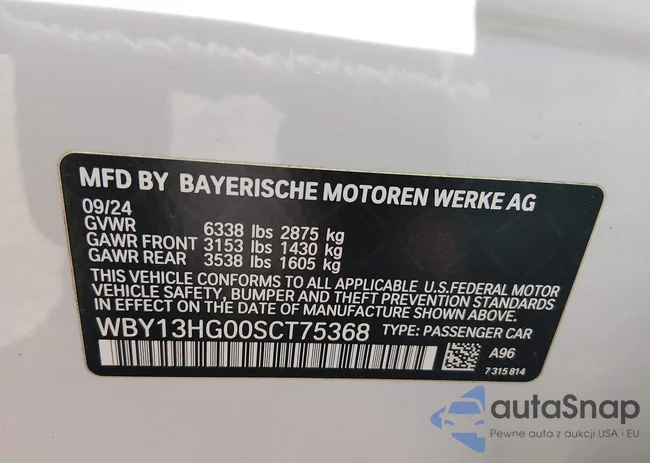 MFD BY BAYERISCHE MOTOREN WERKE AG
09/24
GVWR 6338 lbs 2875 kg
GAWR FRONT 3153 lbs 1430 kg
GAWR REAR 3538 lbs 1605 kg
THIS VEHICLE CONFORMS TO ALL APPLICABLE U.S.FEDERAL MOTOR
VEHICLE SAFETY, BUMPER AND THEFT PREVENTION STANDARDS
IN EFFECT ON THE DATE OF MANUFACTURE SHOWN ABOVE.
WBY13HG00SCT75368 TYPE: PASSENGER CAR
A96
7315814
autaSnap
Pewne auta z aukcji USA i EU